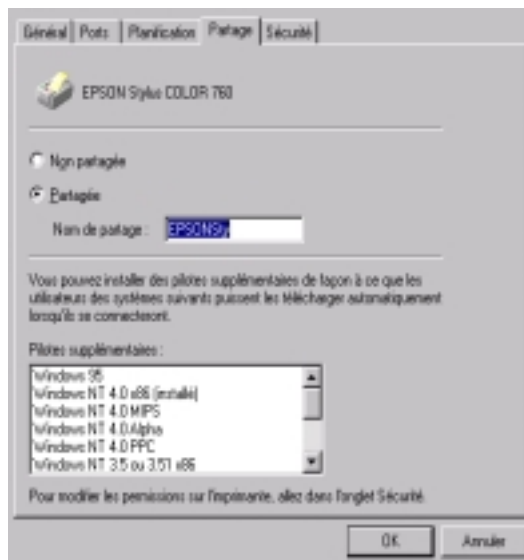 Général Ports Planification Partage Sécurité
EPSON Stylus COLOR 760
Non partagée
Partagée
Nom de partage : EPSONSty
Vous pouvez installer des pilotes supplémentaires de façon à ce que les
utilisateurs des systèmes suivants puissent les télécharger automatiquement
lorsqu'ils se connecteront.
Pilotes supplémentaires :
Windows 95
Windows NT 4.0 x86 (installé)
Windows NT 4.0 MIPS
Windows NT 4.0 Alpha
Windows NT 4.0 PPC
Windows NT 3.5 ou 3.51 x86
Pour modifier les permissions sur l'imprimante, allez dans l'onglet Sécurité.
OK Annuler